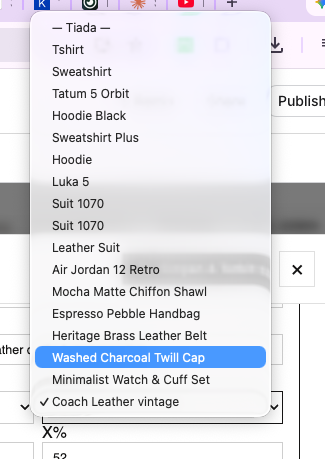 — Tiada —
Tshirt
Sweatshirt
Tatum 5 Orbit
Hoodie Black
Sweatshirt Plus
Hoodie
Luka 5
Suit 1070
Suit 1070
Leather Suit
Air Jordan 12 Retro
Mocha Matte Chiffon Shawl
Espresso Pebble Handbag
Heritage Brass Leather Belt
Washed Charcoal Twill Cap
Minimalist Watch & Cuff Set
✓ Coach Leather vintage
Publish
X%
52